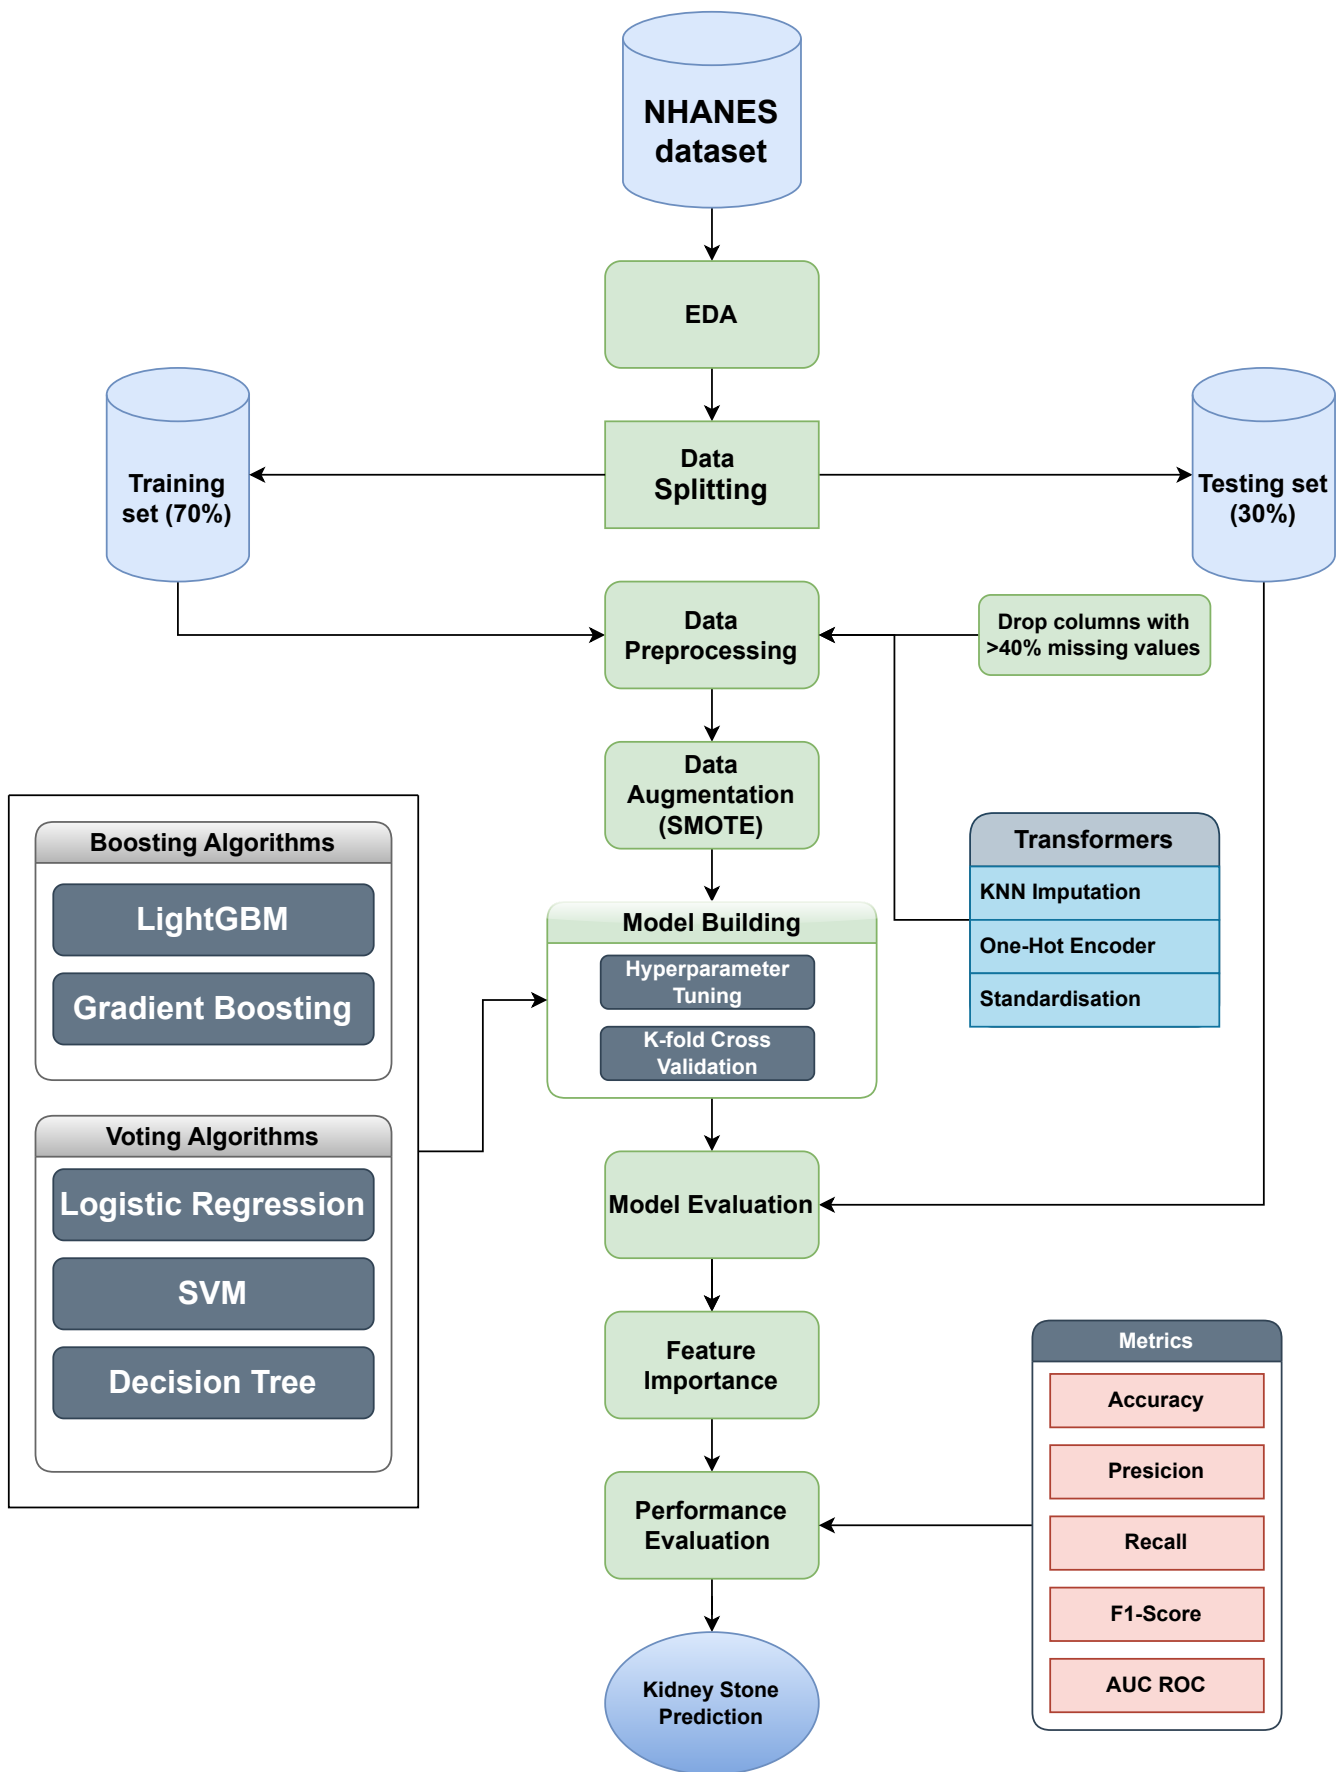 NHANES
dataset
EDA
Data
Splitting
Training
set (70%)
Testing set
(30%)
Data
Preprocessing
Drop columns with
>40% missing values
Data
Augmentation
(SMOTE)
Transformers
KNN Imputation
One-Hot Encoder
Standardisation
Boosting Algorithms
LightGBM
Gradient Boosting
Voting Algorithms
Logistic Regression
SVM
Decision Tree
Model Building
Hyperparameter
Tuning
K-fold Cross
Validation
Model Evaluation
Feature
Importance
Performance
Evaluation
Metrics
Accuracy
Presicion
Recall
F1-Score
AUC ROC
Kidney Stone
Prediction